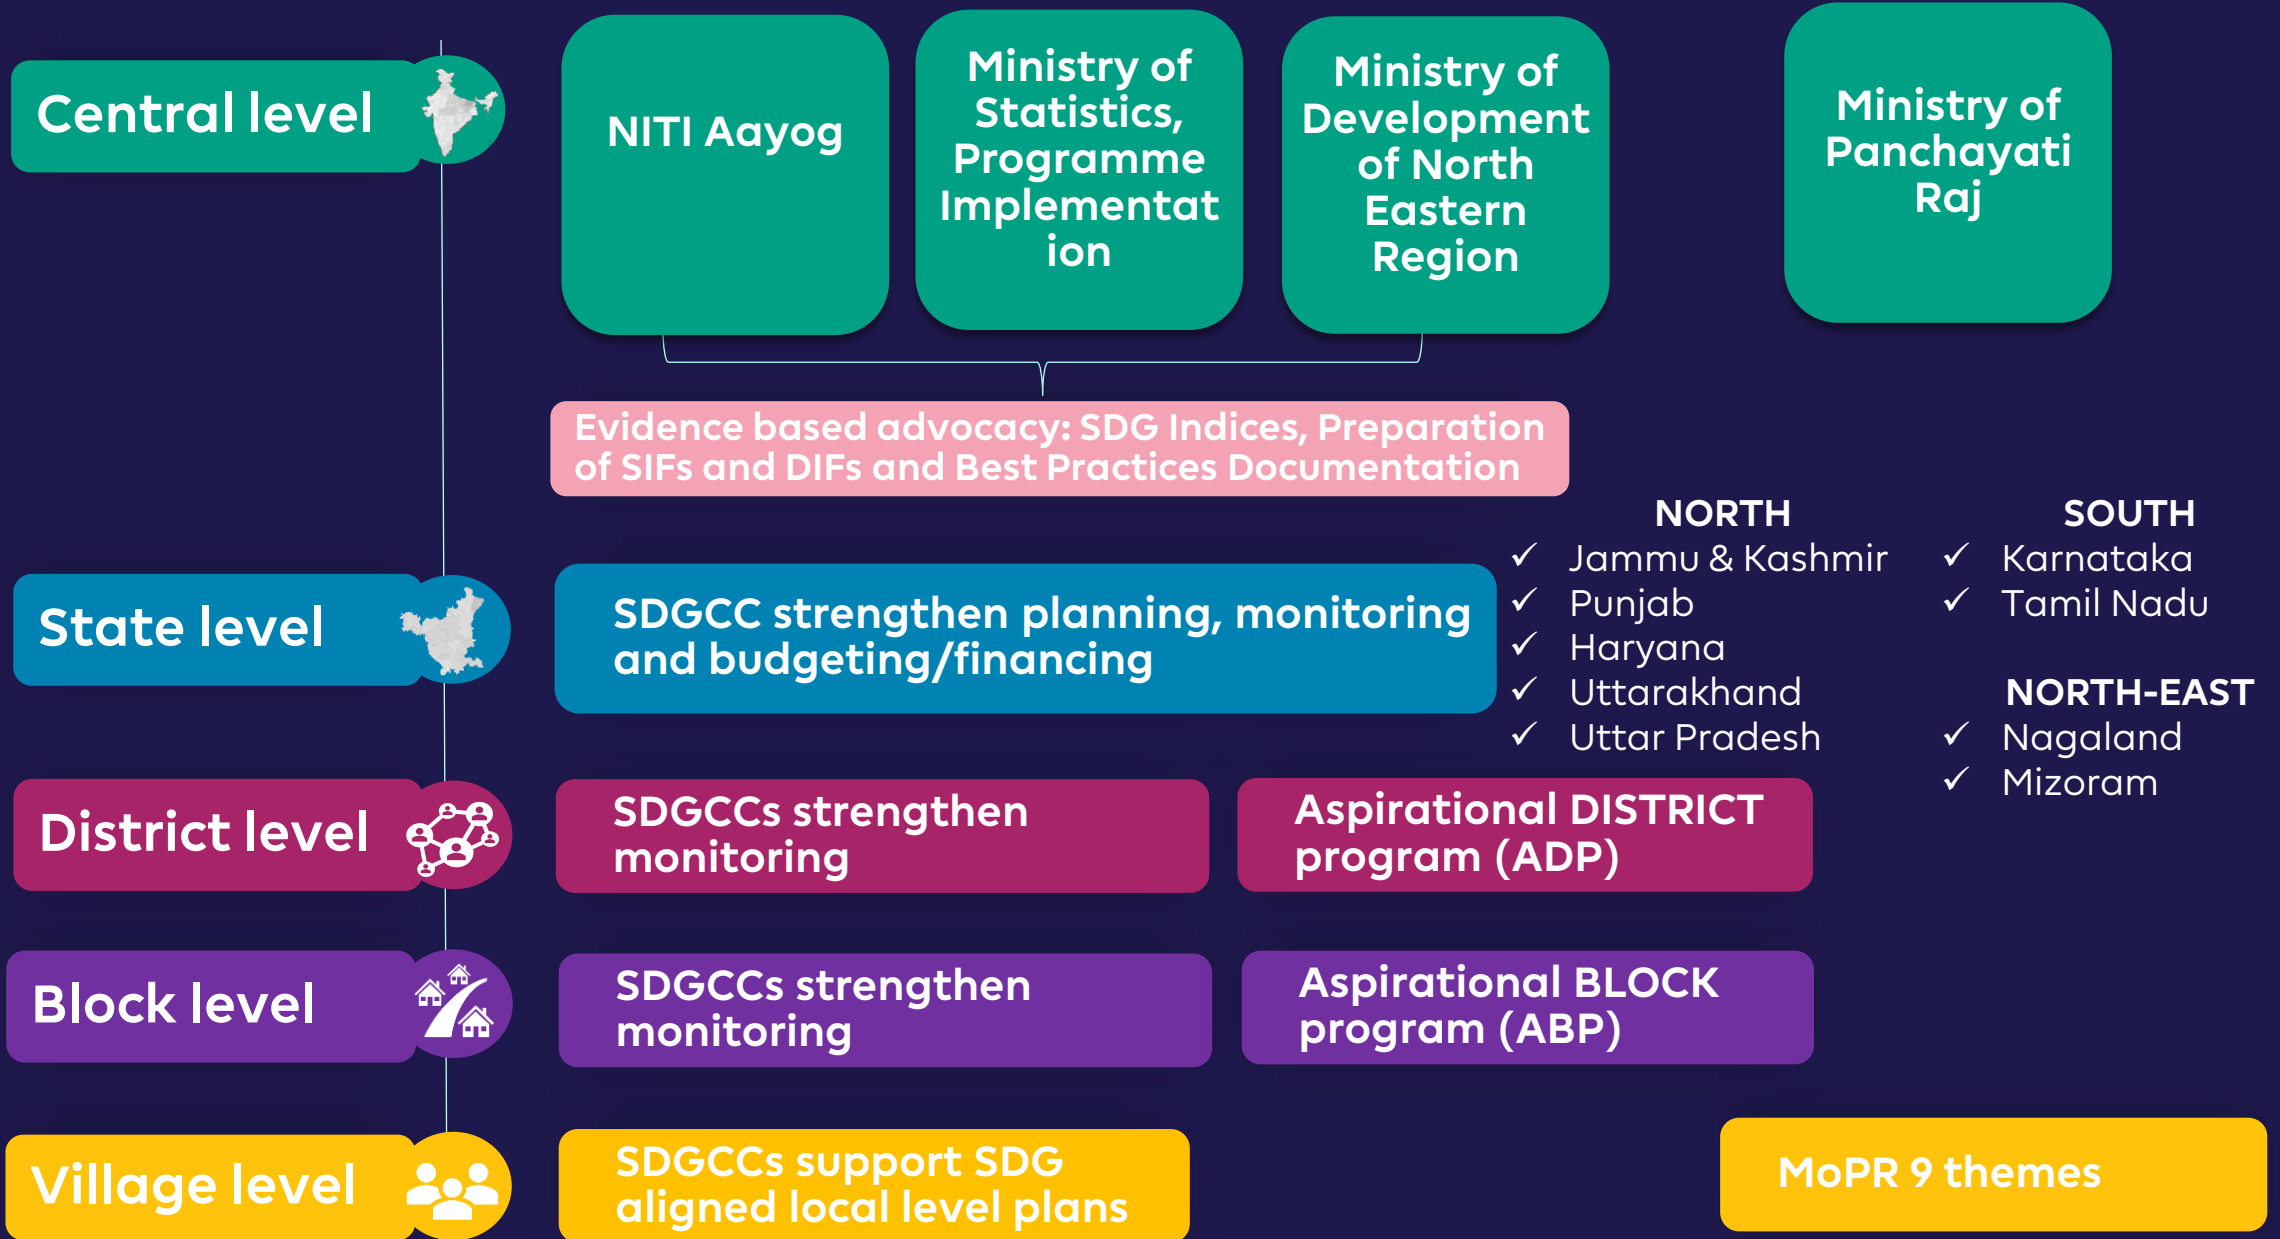 Central level
NITI Aayog
Ministry of
Statistics,
Programme
Implementat
ion
Ministry of
Development
of North
Eastern
Region
Ministry of
Panchayati
Raj
Evidence based advocacy: SDG Indices, Preparation
of SIFs and DIFs and Best Practices Documentation
State level
SDGCC strengthen planning, monitoring
and budgeting/financing
NORTH
✓ Jammu & Kashmir
✓ Punjab
✓ Haryana
✓ Uttarakhand
✓ Uttar Pradesh
SOUTH
✓ Karnataka
✓ Tamil Nadu
NORTH-EAST
✓ Nagaland
✓ Mizoram
District level
SDGCCs strengthen
monitoring
Aspirational DISTRICT
program (ADP)
Block level
SDGCCs strengthen
monitoring
Aspirational BLOCK
program (ABP)
Village level
SDGCCs support SDG
aligned local level plans
MoPR 9 themes